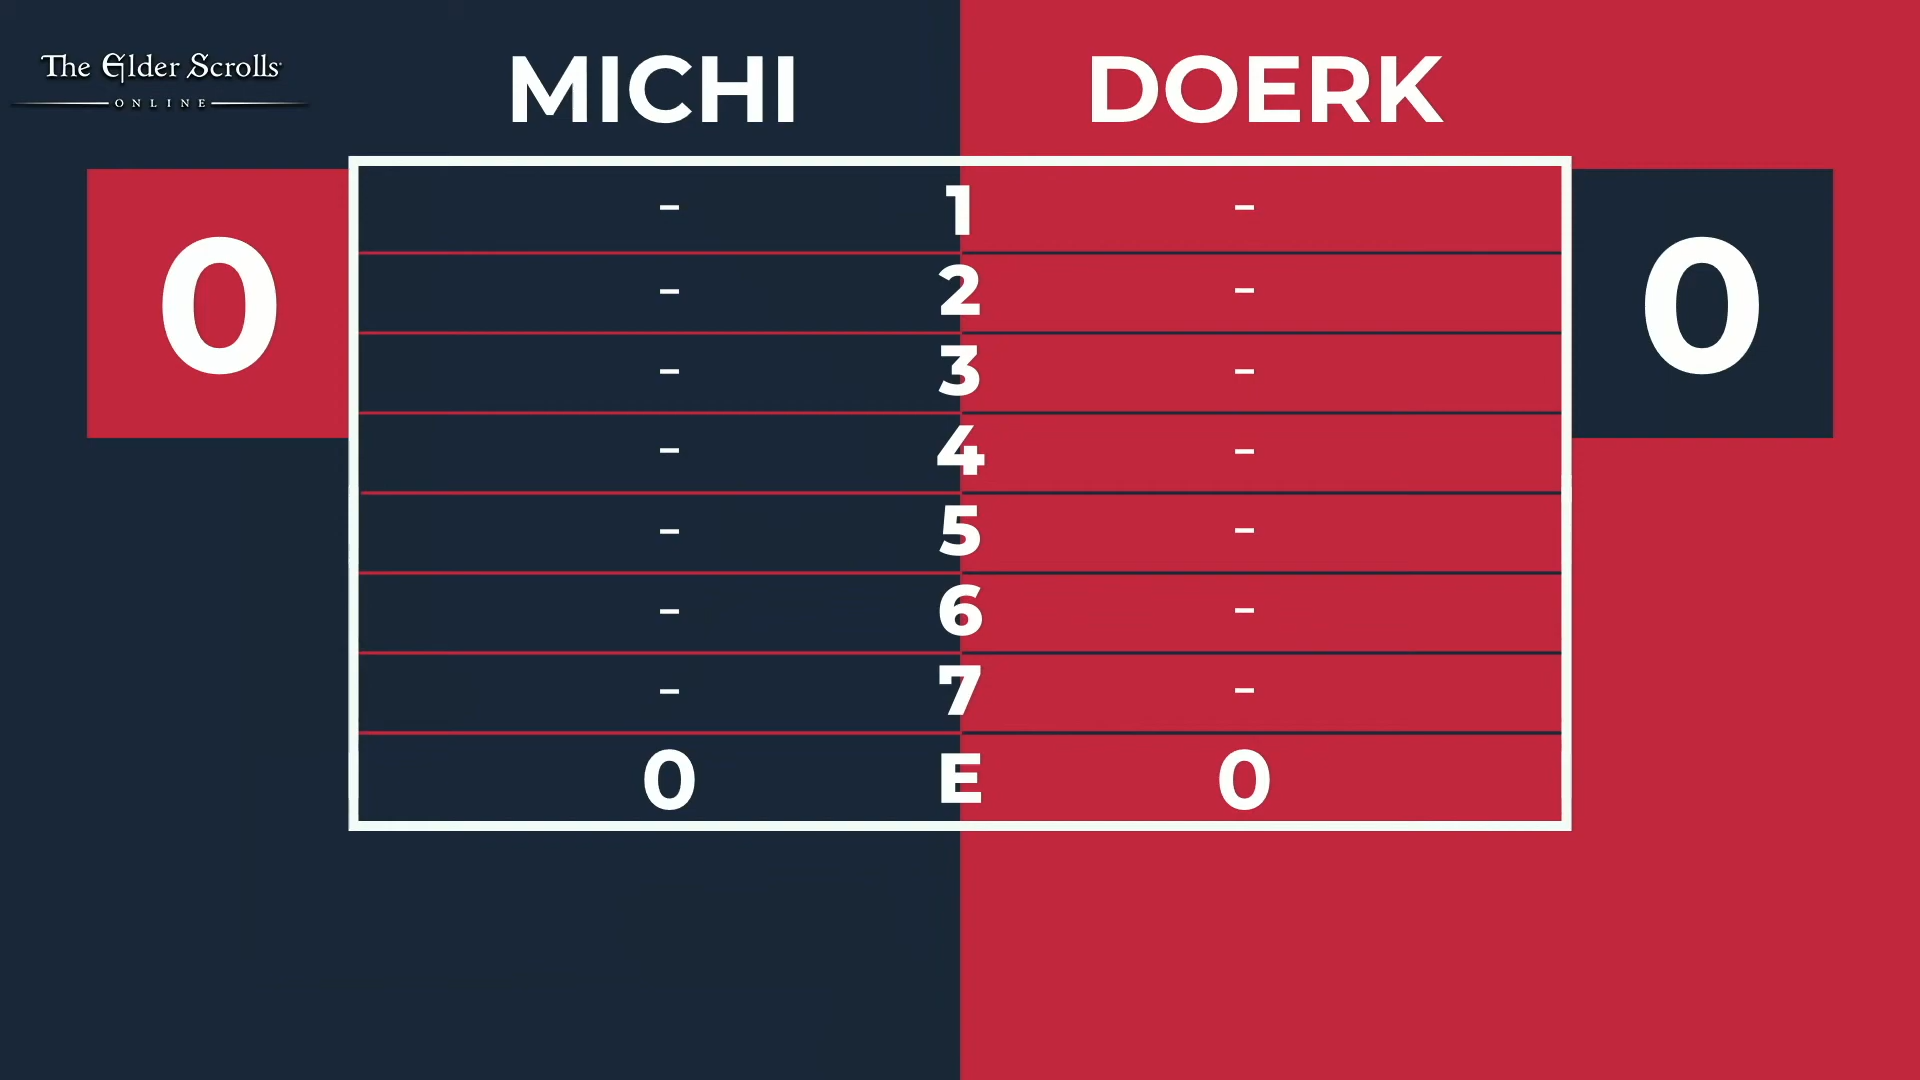 The Elder Scrolls
ONLINE
MICHI DOERK
0 0
- 1 -
- 2 -
- 3 -
- 4 -
- 5 -
- 6 -
- 7 -
0 E 0